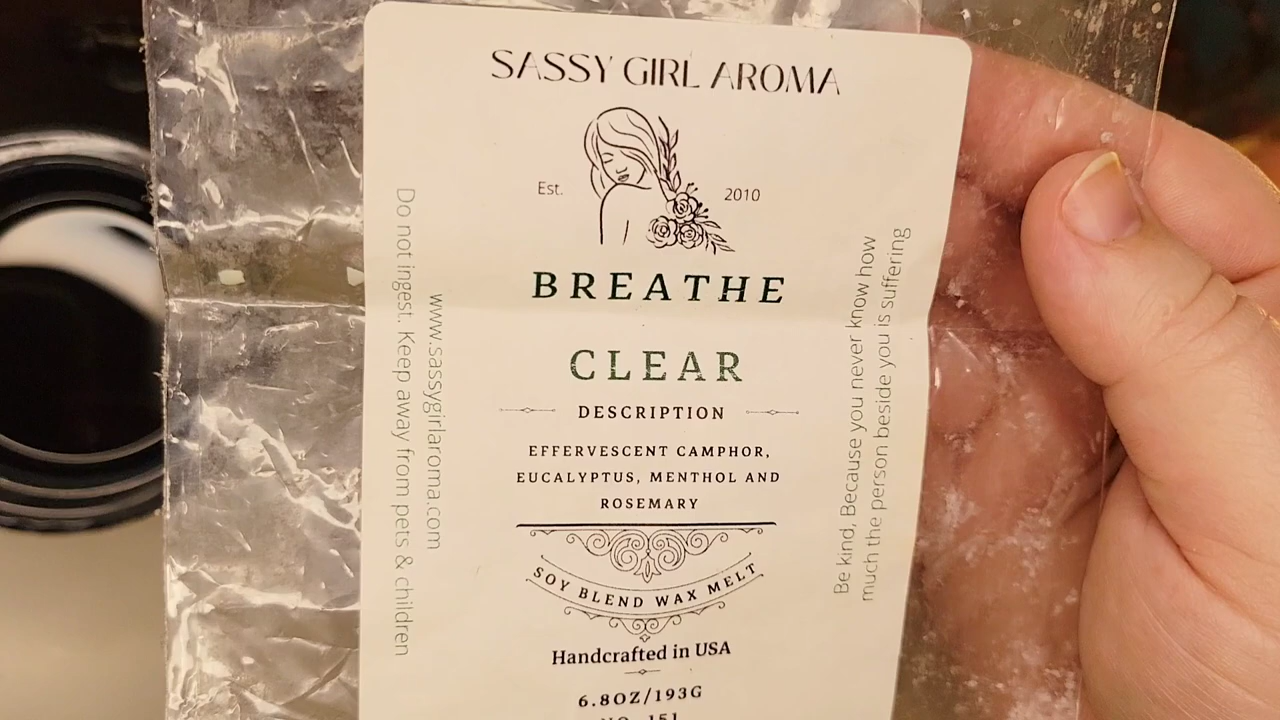 SASSY GIRL AROMA
Est. 2010
BREATHE
CLEAR
DESCRIPTION
EFFERVESCENT CAMPHOR,
EUCALYPTUS, MENTHOL AND
ROSEMARY
SOY BLEND WAX MELT
Handcrafted in USA
6.8OZ/193G
NO. 151
Do not ingest. Keep away from pets & children
www.sassygirlaroma.com
Be kind, Because you never know how
much the person beside you is suffering